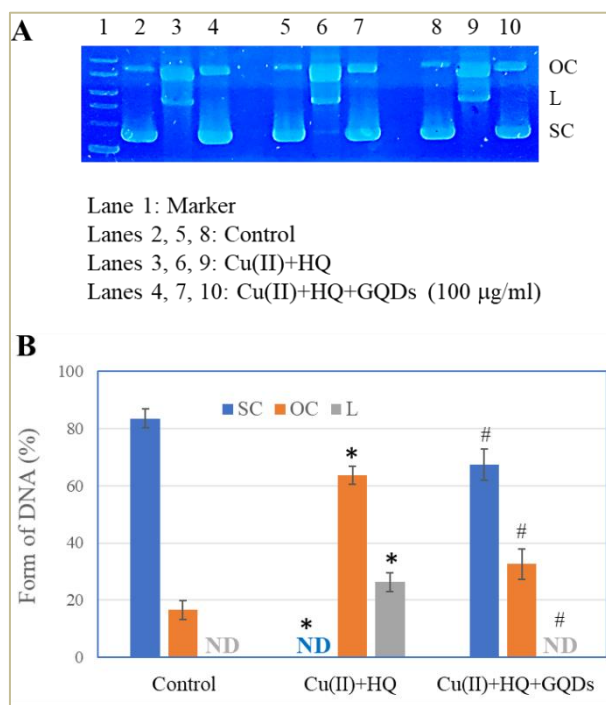 A
1 2 3 4 5 6 7 8 9 10
OC
L
SC
Lane 1: Marker
Lanes 2, 5, 8: Control
Lanes 3, 6, 9: Cu(II)+HQ
Lanes 4, 7, 10: Cu(II)+HQ+GQDs (100 μg/ml)
B
100
SC OC L
80
#
*
60
#
Form of DNA (%)
40
*
20
*
#
ND
ND
ND
0
Control Cu(II)+HQ Cu(II)+HQ+GQDs